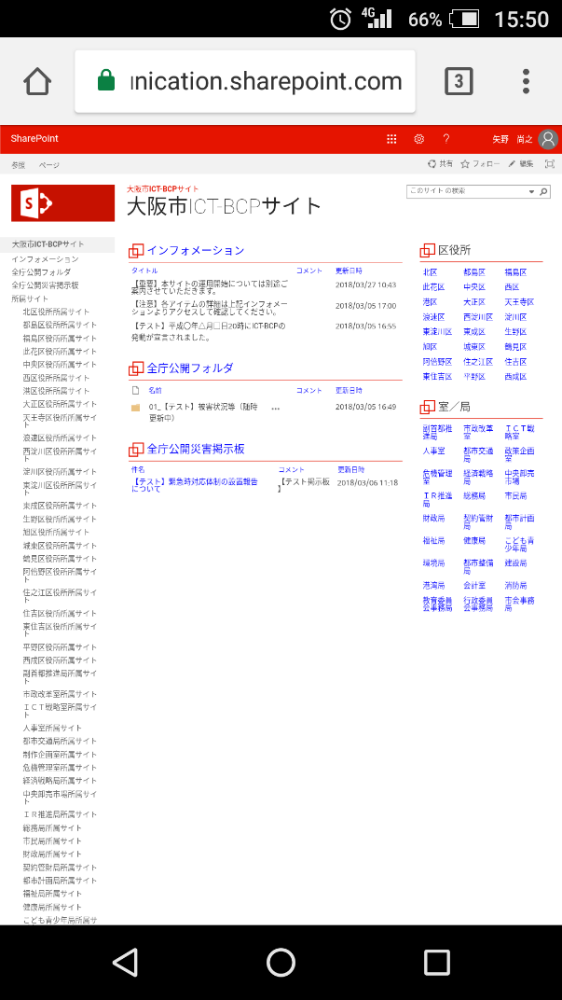 4G 66% 15:50
nication.sharepoint.com 3
SharePoint ? 矢野 尚之
参照 ページ 共有 フォロー 編集
S
大阪市ICT-BCPサイト
大阪市ICT-BCPサイト
このサイト の検索
大阪市ICT-BCPサイト
インフォメーション
全庁公開フォルダ
全庁公開災害掲示板
所属サイト
北区役所所属サイト
都島区役所所属サイト
福島区役所所属サイト
此花区役所所属サイト
中央区役所所属サイト
西区役所所属サイト
港区役所所属サイト
大正区役所所属サイト
天王寺区役所所属サイ
ト
浪速区役所所属サイト
西淀川区役所所属サイ
ト
淀川区役所所属サイト
東淀川区役所所属サイ
ト
東成区役所所属サイト
生野区役所所属サイト
旭区役所所属サイト
城東区役所所属サイト
鶴見区役所所属サイト
阿倍野区役所所属サイ
ト
住之江区役所所属サイ
ト
住吉区役所所属サイト
東住吉区役所所属サイ
ト
平野区役所所属サイト
西成区役所所属サイト
副首都推進局所属サイ
ト
市政改革室所属サイト
ＩＣＴ戦略室所属サイ
ト
人事室所属サイト
都市交通局所属サイト
制作企画室所属サイト
危機管理室所属サイト
経済戦略局所属サイト
中央卸売市場所属サイ
ト
ＩＲ推進局所属サイト
総務局所属サイト
市民局所属サイト
財政局所属サイト
契約管財局所属サイト
都市計画局所属サイト
福祉局所属サイト
健康局所属サイト
こども青少年局所属サ
インフォメーション
タイトル コメント 更新日時
【重要】本サイトの運用開始については別途ご
案内させていただきます。 2018/03/27 10:43
【注意】各アイテムの詳細は上記インフォメー
ションよりアクセスして確認してください。 2018/03/05 17:00
【テスト】平成〇年△月□日20時にICT-BCPの
発動が宣言されました。 2018/03/05 16:55
全庁公開フォルダ
名前 コメント 更新日時
01_【テスト】被害状況等（随時
更新中） ... 2018/03/05 16:49
全庁公開災害掲示板
件名 コメント 更新日時
【テスト】緊急時対応体制の設置報告
について 【テスト掲示板
】 2018/03/06 11:18
区役所
北区 都島区 福島区
此花区 中央区 西区
港区 大正区 天王寺区
浪速区 西淀川区 淀川区
東淀川区 東成区 生野区
旭区 城東区 鶴見区
阿倍野区 住之江区 住吉区
東住吉区 平野区 西成区
室／局
副首都推
進局 市政改革
室 ＩＣＴ戦
略室
人事室 都市交通
局 政策企画
室
危機管理
室 経済戦略
局 中央卸売
市場
ＩＲ推進
局 総務局 市民局
財政局 契約管財
局 都市計画
局
福祉局 健康局 こども青
少年局
環境局 都市整備
局 建設局
港湾局 会計室 消防局
教育委員
会事務局 行政委員
会事務局 市会事務
局